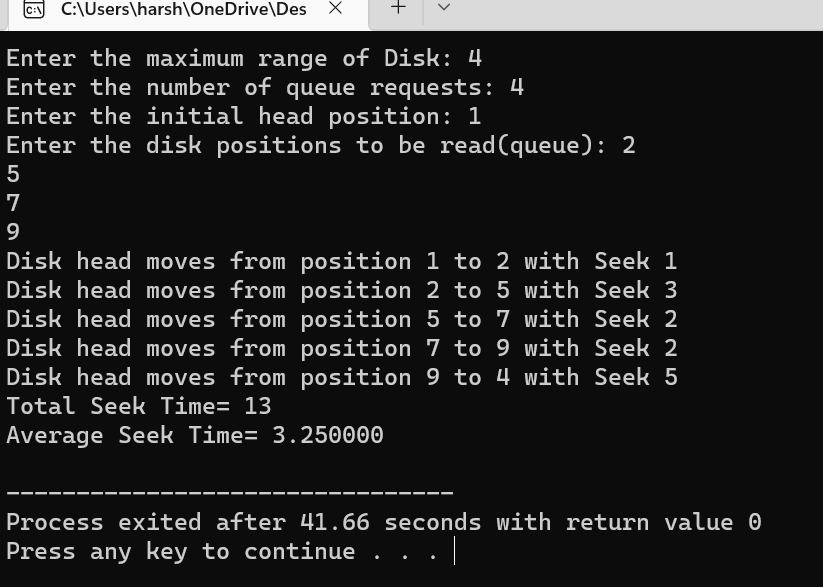 C:\Users\harsh\OneDrive\Des
Enter the maximum range of Disk: 4
Enter the number of queue requests: 4
Enter the initial head position: 1
Enter the disk positions to be read(queue): 2
5
7
9
Disk head moves from position 1 to 2 with Seek 1
Disk head moves from position 2 to 5 with Seek 3
Disk head moves from position 5 to 7 with Seek 2
Disk head moves from position 7 to 9 with Seek 2
Disk head moves from position 9 to 4 with Seek 5
Total Seek Time= 13
Average Seek Time= 3.250000
--------------------------------
Process exited after 41.66 seconds with return value 0
Press any key to continue . . .